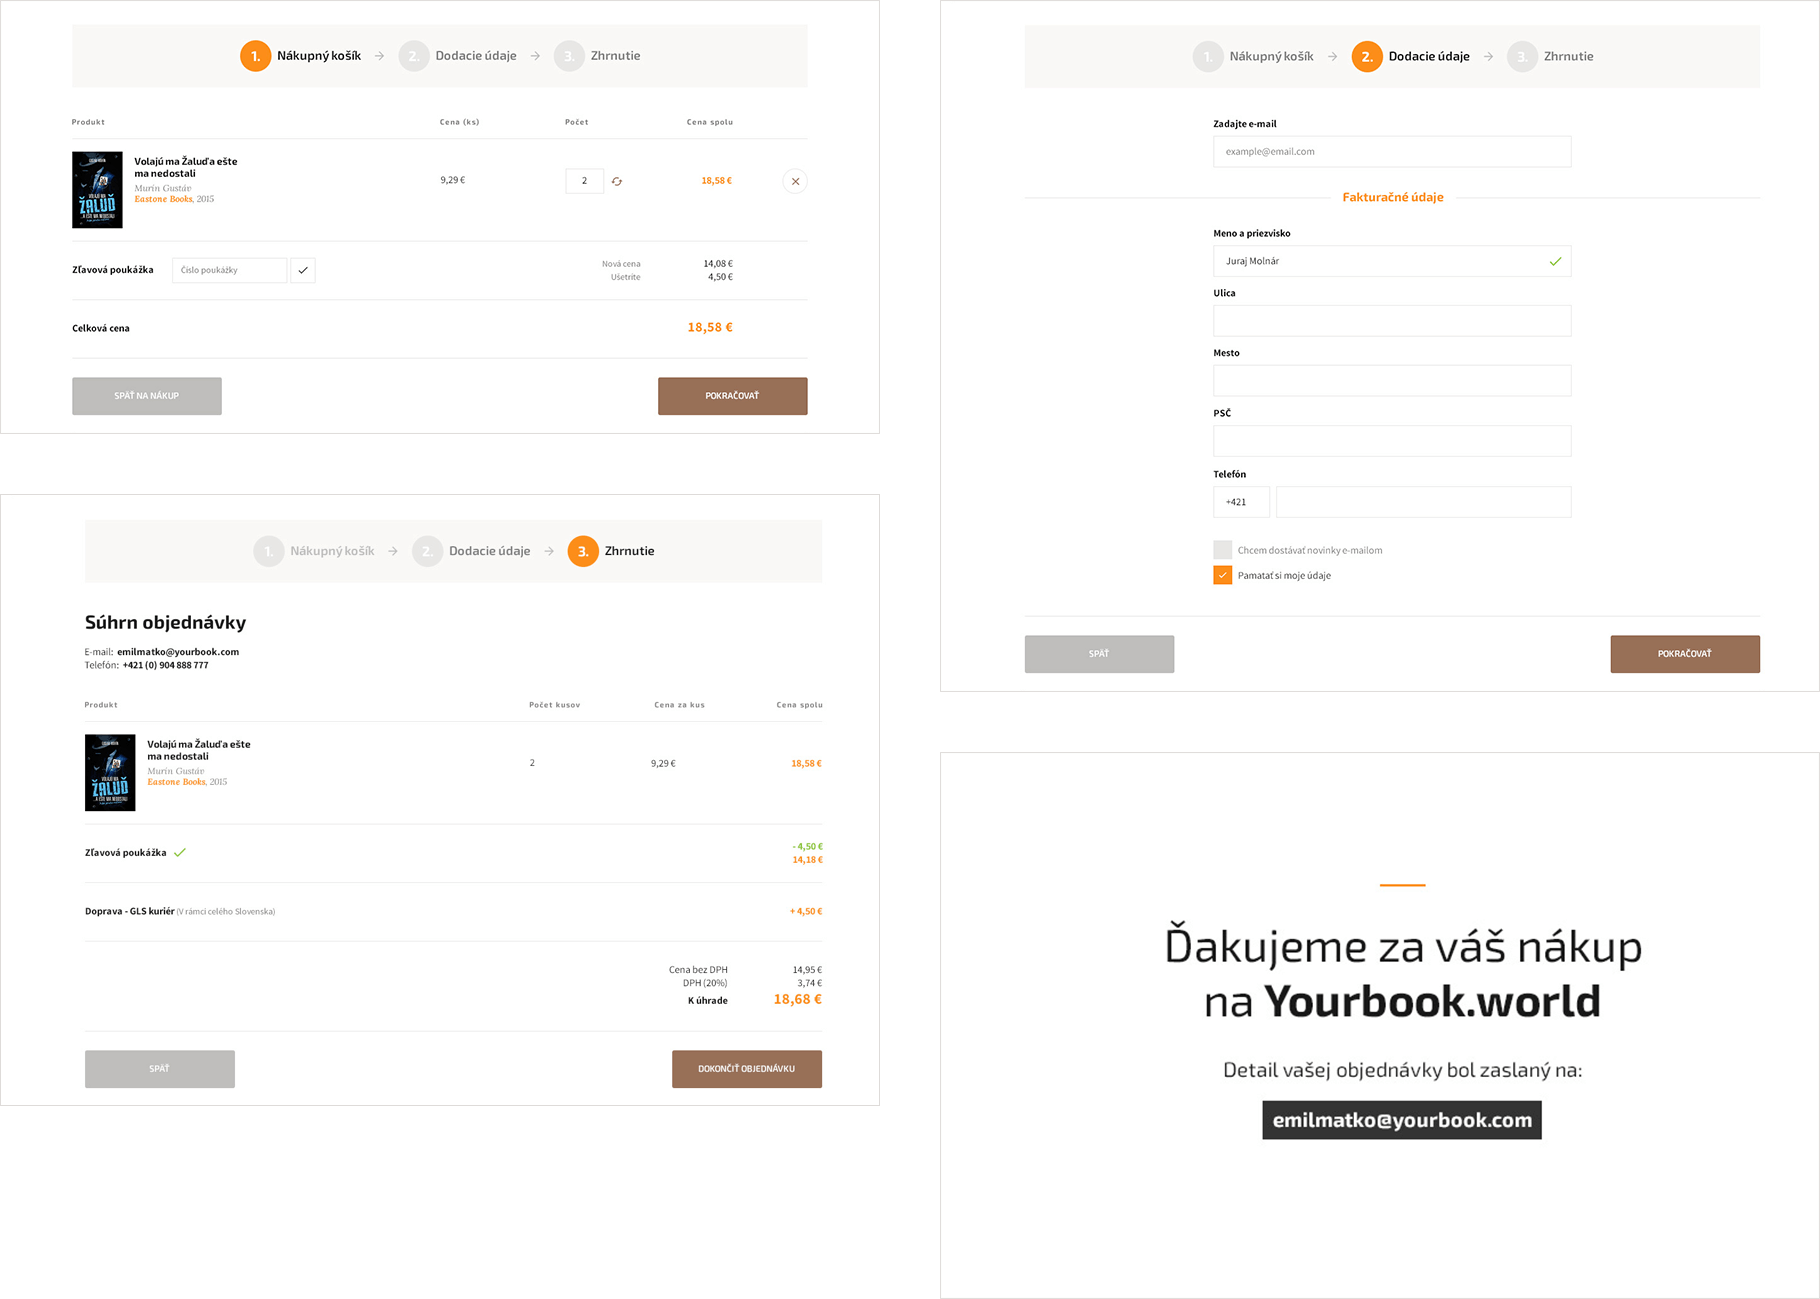 1. Nákupný košík → 2. Dodacie údaje → 3. Zhrnutie
Produkt Cena (ks) Počet Cena spolu
Volajú ma Žaluďa ešte
ma nedostali
Murín Gustáv
Eastone Books, 2015
9,29 € 2 18,58 €
ŽALUĎ
Zľavová poukážka Číslo poukážky
Nová cena 14,08 €
Ušetríte 4,50 €
Celková cena 18,58 €
SPÄŤ NA NÁKUP POKRAČOVAŤ
1. Nákupný košík → 2. Dodacie údaje → 3. Zhrnutie
Zadajte e-mail
example@email.com
Fakturačné údaje
Meno a priezvisko
Juraj Molnár
Ulica
Mesto
PSČ
Telefón
+421
Chcem dostávať novinky e-mailom
Pamatať si moje údaje
SPÄŤ POKRAČOVAŤ
1. Nákupný košík → 2. Dodacie údaje → 3. Zhrnutie
Súhrn objednávky
E-mail: emilmatko@yourbook.com
Telefón: +421 (0) 904 888 777
Produkt Počet kusov Cena za kus Cena spolu
Volajú ma Žaluďa ešte
ma nedostali
Murín Gustáv
Eastone Books, 2015
2 9,29 € 18,58 €
ŽALUĎ
Zľavová poukážka
- 4,50 €
14,18 €
Doprava - GLS kuriér (V rámci celého Slovenska) + 4,50 €
Cena bez DPH 14,95 €
DPH (20%) 3,74 €
K úhrade 18,68 €
SPÄŤ DOKONČIŤ OBJEDNÁVKU
Ďakujeme za váš nákup
na Yourbook.world
Detail vašej objednávky bol zaslaný na:
emilmatko@yourbook.com